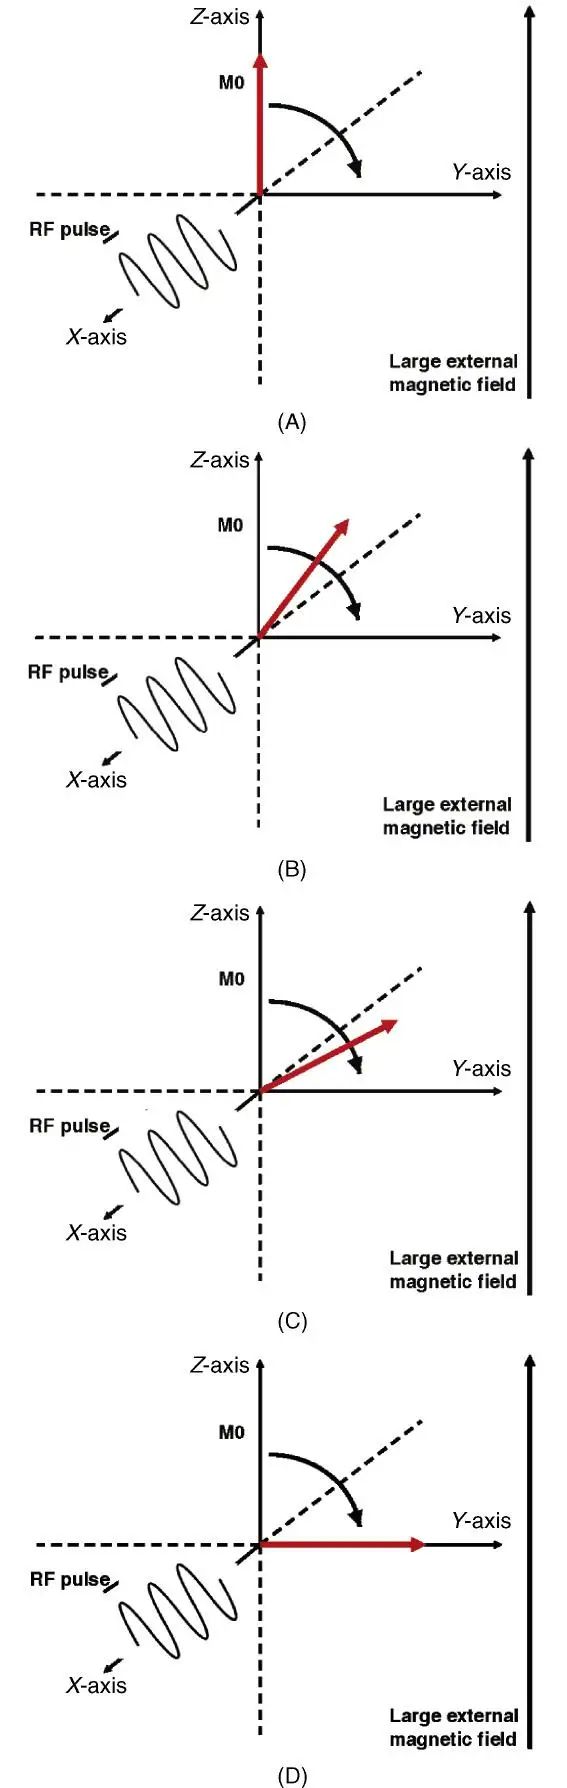 Z-axis
M0
Y-axis
RF pulse
X-axis
Large external
magnetic field
(A)
Z-axis
M0
Y-axis
RF pulse
X-axis
Large external
magnetic field
(B)
Z-axis
M0
Y-axis
RF pulse
X-axis
Large external
magnetic field
(C)
Z-axis
M0
Y-axis
RF pulse
X-axis
Large external
magnetic field
(D)